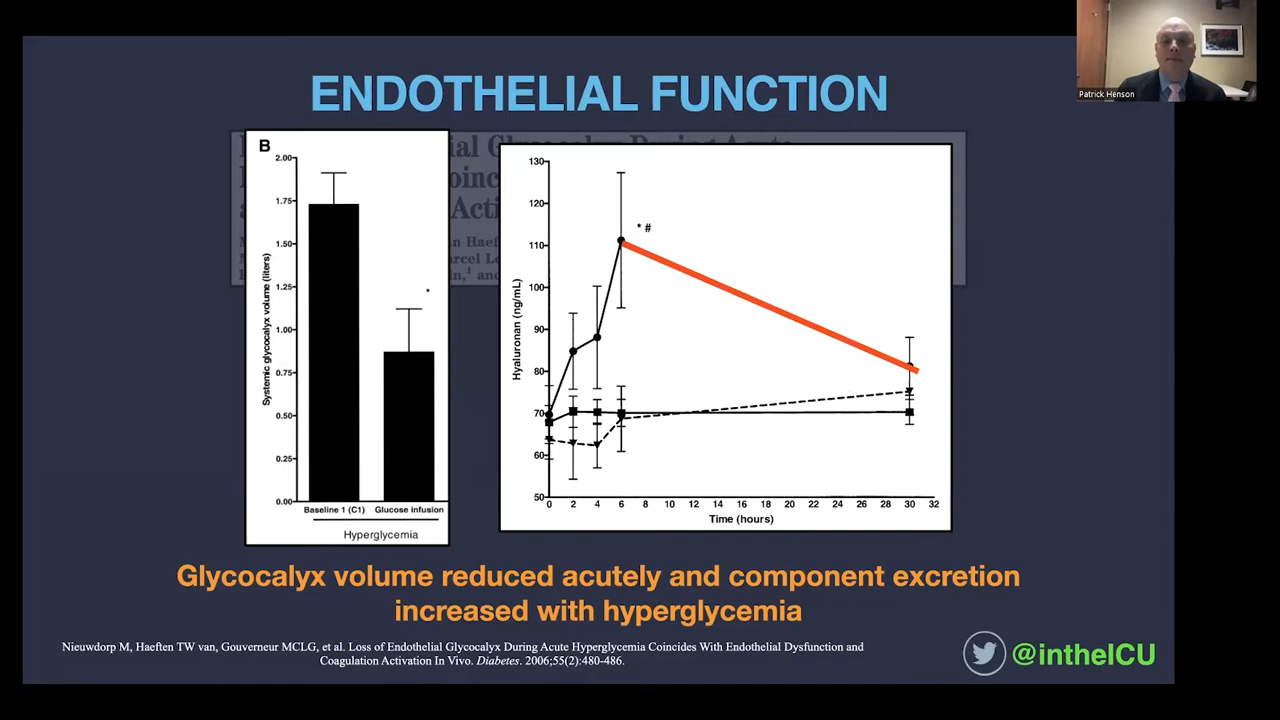 Patrick Henson
ENDOTHELIAL FUNCTION
B
2.00
1.75
1.50
1.25
1.00
0.75
0.50
0.25
0.00
Systemic glycocalyx volume (liters)
*
Baseline 1 (C1) Glucose infusion
Hyperglycemia
130
120
110
100
90
80
70
60
50
Hyaluronan (ng/mL)
* #
0 2 4 6 8 10 12 14 16 18 20 22 24 26 28 30 32
Time (hours)
Glycocalyx volume reduced acutely and component excretion
increased with hyperglycemia
Nieuwdorp M, Haeften TW van, Gouverneur MCLG, et al. Loss of Endothelial Glycocalyx During Acute Hyperglycemia Coincides With Endothelial Dysfunction and
Coagulation Activation In Vivo. Diabetes. 2006;55(2):480-486.
@intheICU